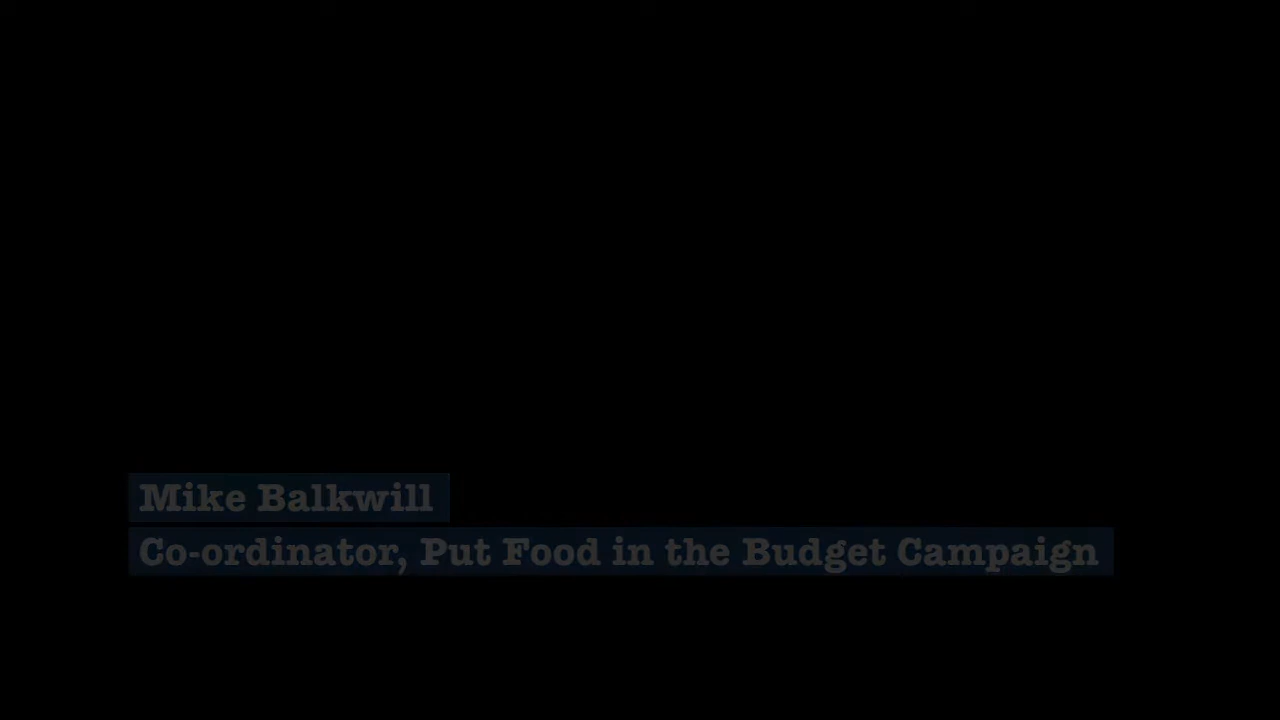 Mike Balkwill
Co-ordinator, Put Food in the Budget Campaign